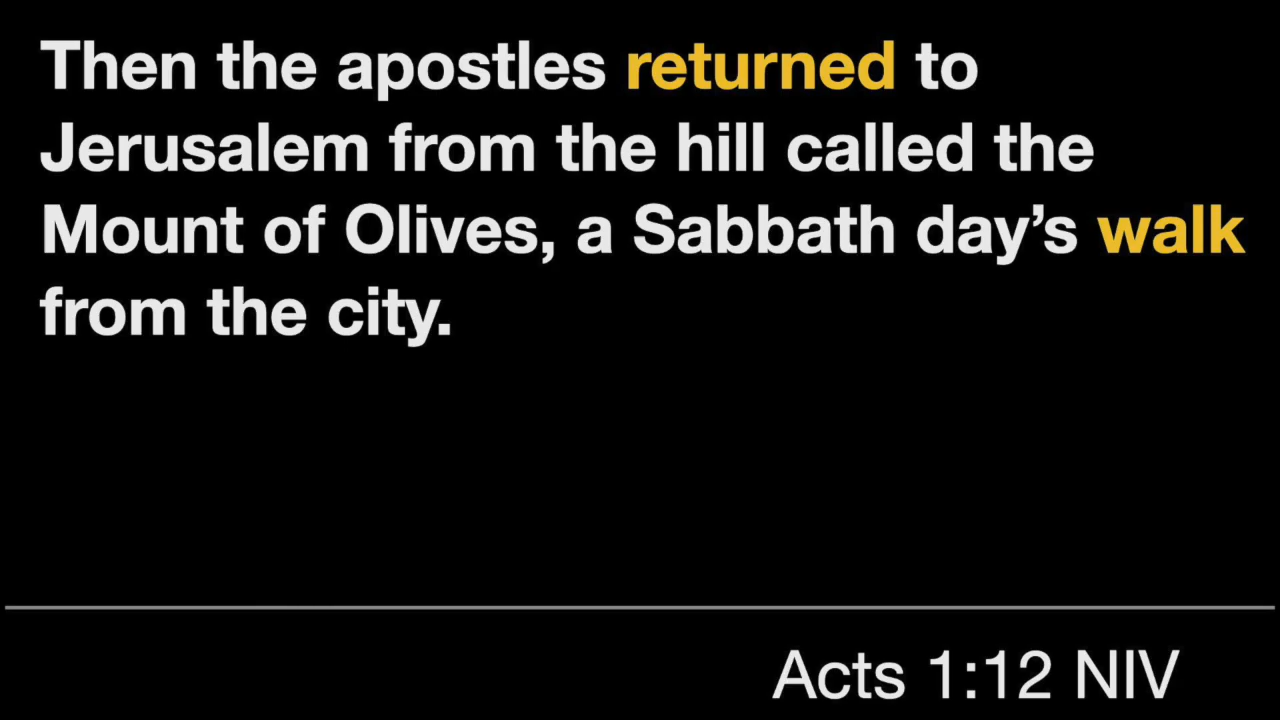 Then the apostles returned to
Jerusalem from the hill called the
Mount of Olives, a Sabbath day’s walk
from the city.
Acts 1:12 NIV